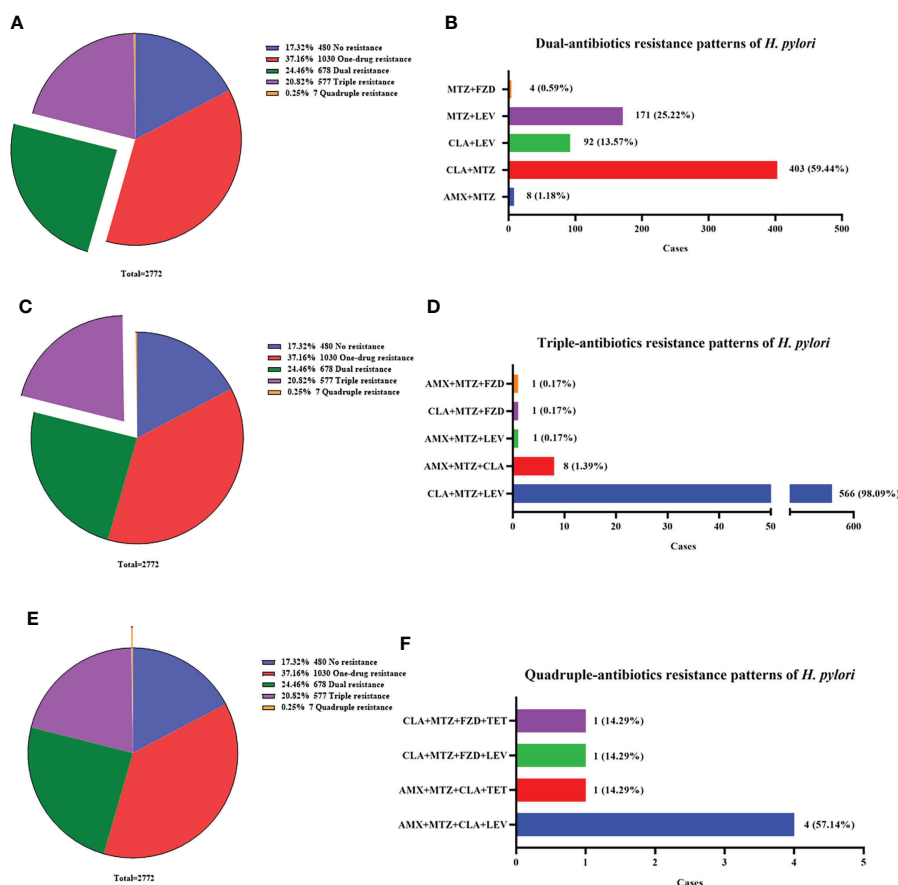 A
17.32% 480 No resistance
37.16% 1030 One-drug resistance
24.46% 678 Dual resistance
20.82% 577 Triple resistance
0.25% 7 Quadruple resistance
Total=2772
B
Dual-antibiotics resistance patterns of H. pylori
MTZ+FZD
4 (0.59%)
MTZ+LEV
171 (25.22%)
CLA+LEV
92 (13.57%)
CLA+MTZ
403 (59.44%)
AMX+MTZ
8 (1.18%)
0 100 200 300 400 500
Cases
C
17.32% 480 No resistance
37.16% 1030 One-drug resistance
24.46% 678 Dual resistance
20.82% 577 Triple resistance
0.25% 7 Quadruple resistance
Total=2772
D
Triple-antibiotics resistance patterns of H. pylori
AMX+MTZ+FZD
1 (0.17%)
CLA+MTZ+FZD
1 (0.17%)
AMX+MTZ+LEV
1 (0.17%)
AMX+MTZ+CLA
8 (1.39%)
CLA+MTZ+LEV
566 (98.09%)
0 10 20 30 40 50 600
Cases
E
17.32% 480 No resistance
37.16% 1030 One-drug resistance
24.46% 678 Dual resistance
20.82% 577 Triple resistance
0.25% 7 Quadruple resistance
Total=2772
F
Quadruple-antibiotics resistance patterns of H. pylori
CLA+MTZ+FZD+TET
1 (14.29%)
CLA+MTZ+FZD+LEV
1 (14.29%)
AMX+MTZ+CLA+TET
1 (14.29%)
AMX+MTZ+CLA+LEV
4 (57.14%)
0 1 2 3 4 5
Cases